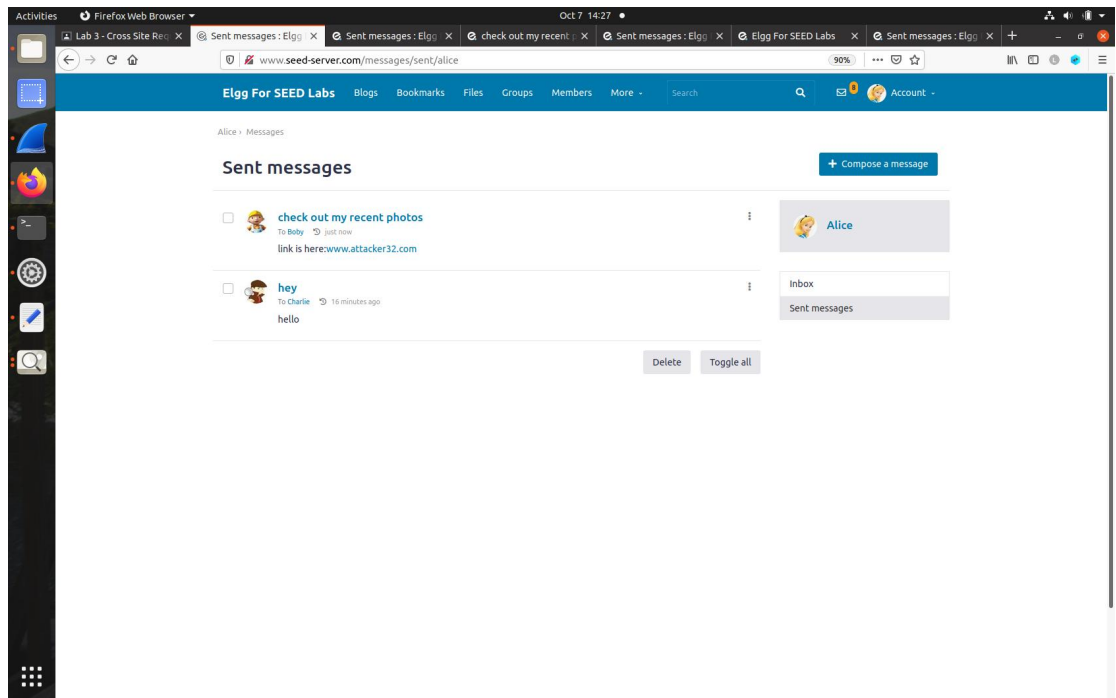 Activities Firefox Web Browser Oct 7 14:27
Lab 3 - Cross Site Req Sent messages : Elgg Sent messages : Elgg check out my recent p Sent messages : Elgg Elgg For SEED Labs Sent messages : Elgg
www.seed-server.com/messages/sent/alice 90%
Elgg For SEED Labs Blogs Bookmarks Files Groups Members More Search Account
Alice › Messages
Sent messages
+ Compose a message
check out my recent photos
To Boby just now
link is here:www.attacker32.com
Alice
hey
To Charlie 16 minutes ago
hello
Inbox
Sent messages
Delete Toggle all